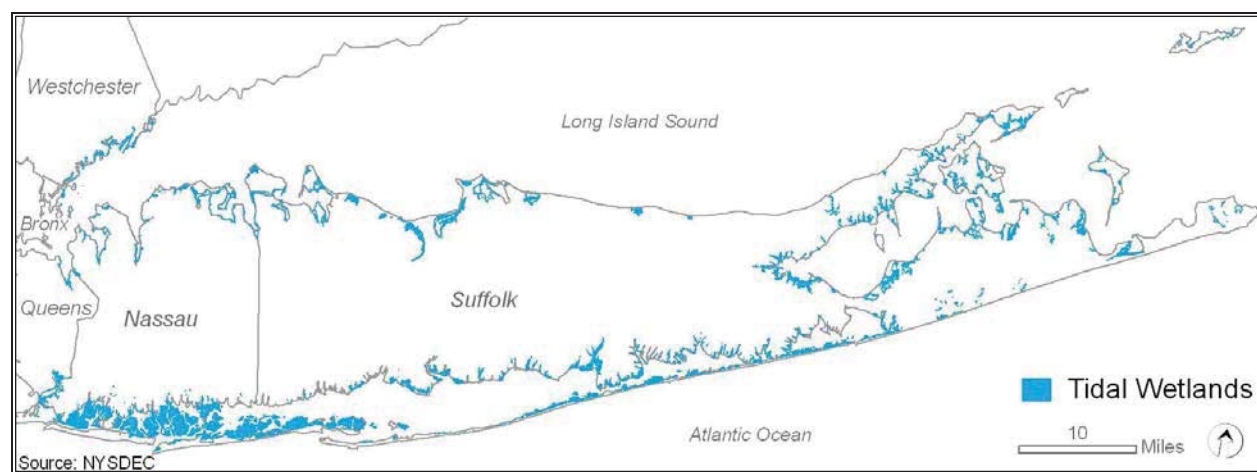 Westchester
Long Island Sound
Bronx
Queens
Nassau
Suffolk
Tidal Wetlands
Atlantic Ocean
10
Miles
Source: NYSDEC